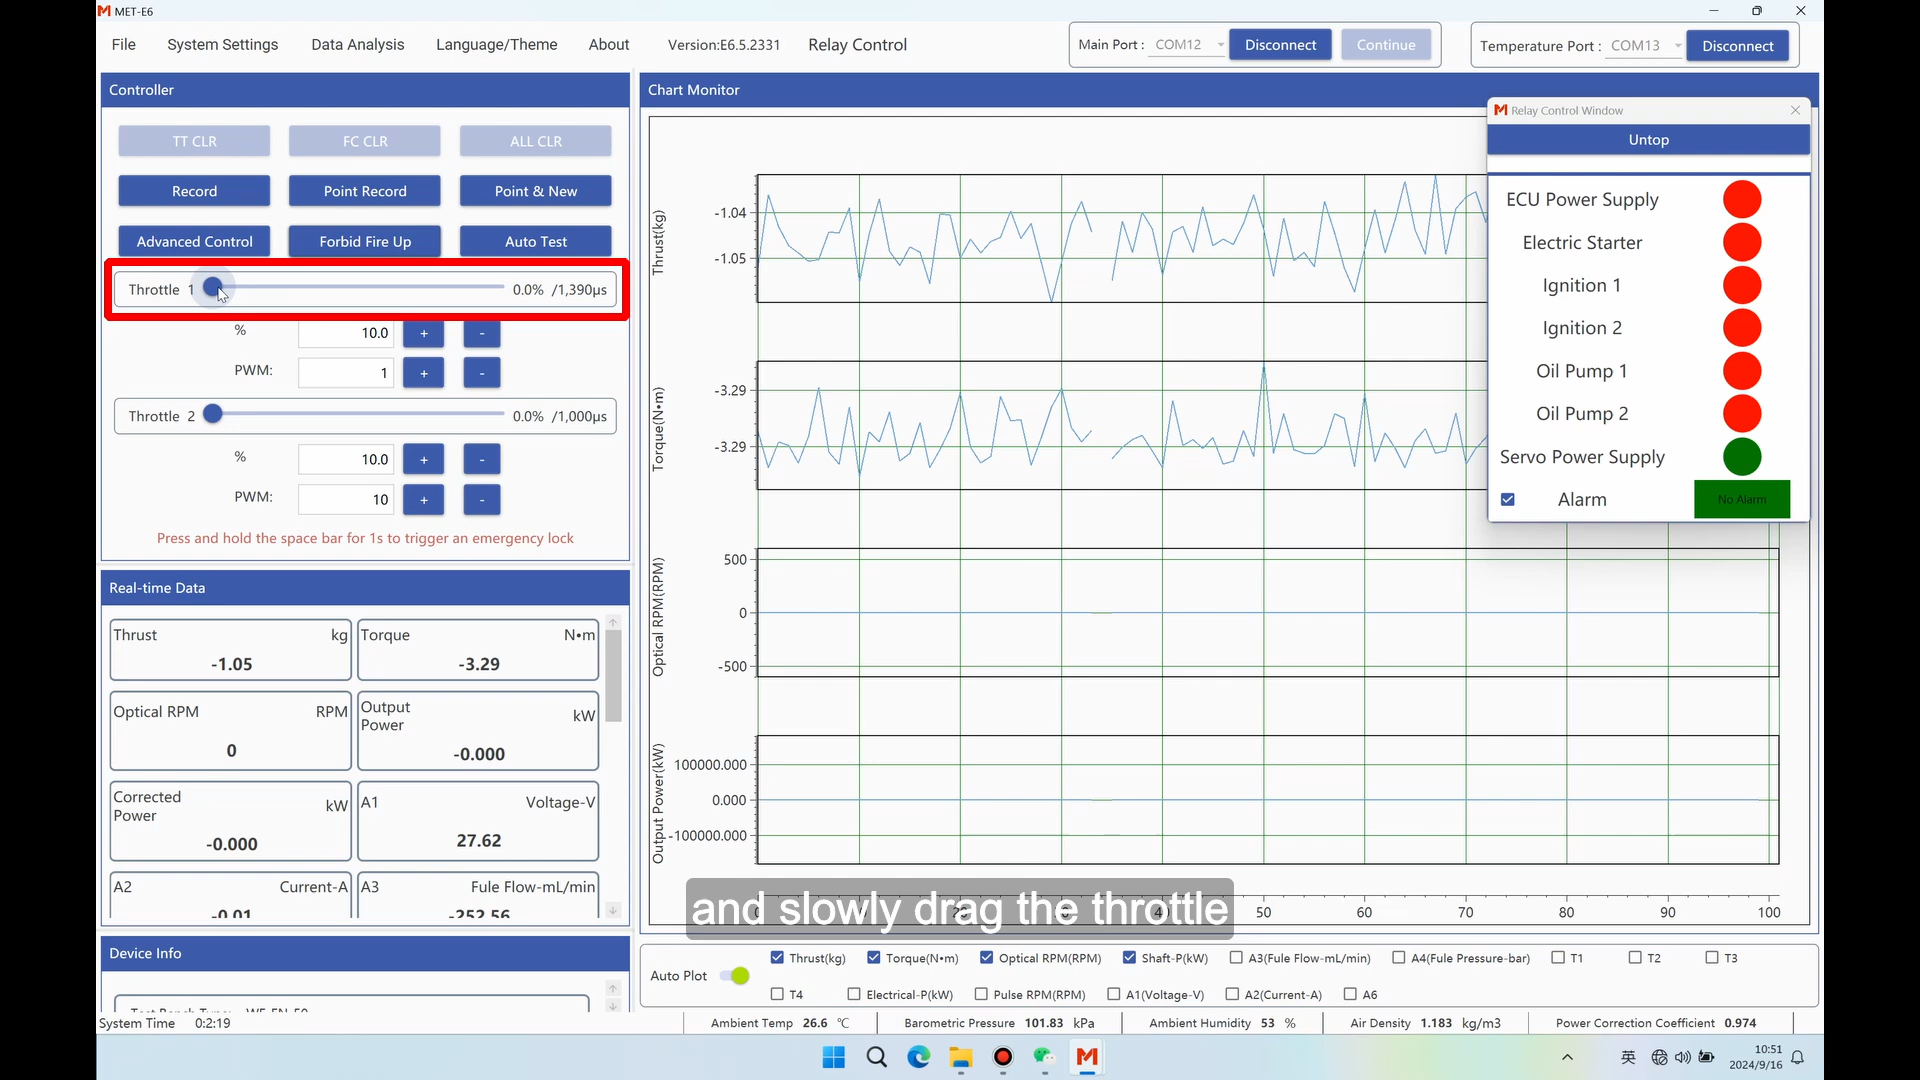 MET-E6
File System Settings Data Analysis Language/Theme About Version:E6.5.2331 Relay Control
Main Port : COM12 Disconnect Continue
Temperature Port : COM13 Disconnect
Controller
TT CLR FC CLR ALL CLR
Record Point Record Point & New
Advanced Control Forbid Fire Up Auto Test
Throttle 1 0.0% /1,390μs
% 10.0 + -
PWM: 1 + -
Throttle 2 0.0% /1,000μs
% 10.0 + -
PWM: 10 + -
Press and hold the space bar for 1s to trigger an emergency lock
Real-time Data
Thrust kg
-1.05
Torque N•m
-3.29
Optical RPM RPM
0
Output Power kW
-0.000
Corrected Power kW
-0.000
A1 Voltage-V
27.62
A2 Current-A
-0.01
A3 Fule Flow-mL/min
-252.56
Device Info
Chart Monitor
Thrust(kg)
-1.04
-1.05
Torque(N•m)
-3.29
-3.29
Optical RPM(RPM)
500
0
-500
Output Power(kW)
100000.000
0.000
-100000.000
40 50 60 70 80 90 100
and slowly drag the throttle
Relay Control Window
Untop
ECU Power Supply
Electric Starter
Ignition 1
Ignition 2
Oil Pump 1
Oil Pump 2
Servo Power Supply
Alarm No Alarm
Auto Plot
Thrust(kg) Torque(N•m) Optical RPM(RPM) Shaft-P(kW) A3(Fule Flow-mL/min) A4(Fule Pressure-bar) T1 T2 T3
T4 Electrical-P(kW) Pulse RPM(RPM) A1(Voltage-V) A2(Current-A) A6
System Time 0:2:19 Ambient Temp 26.6 ℃ Barometric Pressure 101.83 kPa Ambient Humidity 53 % Air Density 1.183 kg/m3 Power Correction Coefficient 0.974
英
10:51
2024/9/16